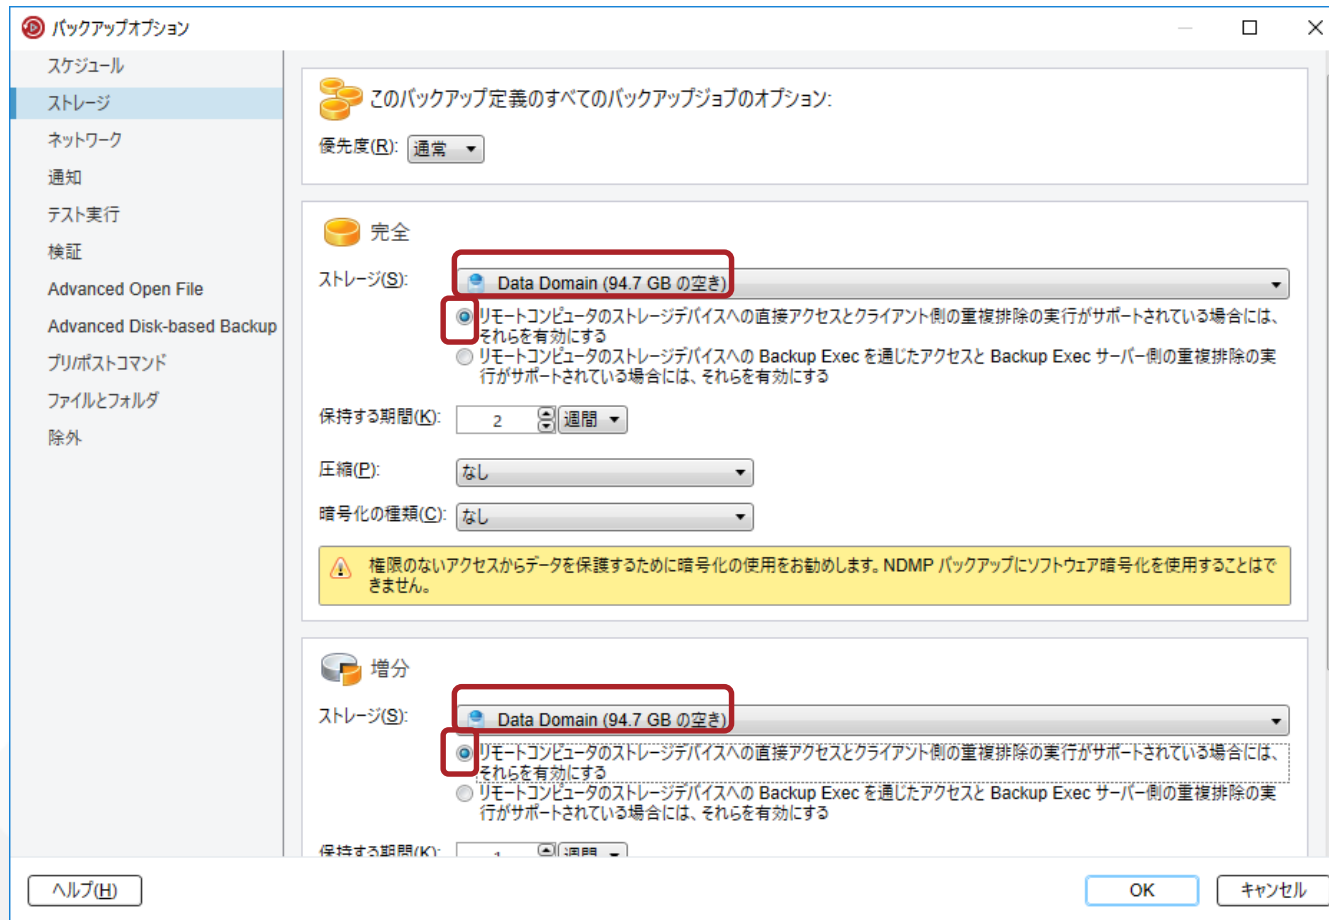 バックアップオプション
スケジュール
ストレージ
ネットワーク
通知
テスト実行
検証
Advanced Open File
Advanced Disk-based Backup
プリ/ポストコマンド
ファイルとフォルダ
除外
このバックアップ定義のすべてのバックアップジョブのオプション:
優先度(R): 通常
完全
ストレージ(S): Data Domain (94.7 GB の空き)
リモートコンピュータのストレージデバイスへの直接アクセスとクライアント側の重複排除の実行がサポートされている場合には、
それらを有効にする
リモートコンピュータのストレージデバイスへの Backup Exec を通じたアクセスと Backup Exec サーバー側の重複排除の実
行がサポートされている場合には、それらを有効にする
保持する期間(K): 2 週間
圧縮(P): なし
暗号化の種類(C): なし
権限のないアクセスからデータを保護するために暗号化の使用をお勧めします。NDMP バックアップにソフトウェア暗号化を使用することはで
きません。
増分
ストレージ(S): Data Domain (94.7 GB の空き)
リモートコンピュータのストレージデバイスへの直接アクセスとクライアント側の重複排除の実行がサポートされている場合には、
それらを有効にする
リモートコンピュータのストレージデバイスへの Backup Exec を通じたアクセスと Backup Exec サーバー側の重複排除の実
行がサポートされている場合には、それらを有効にする
保持する期間(K): 1 週間
ヘルプ(H)
OK
キャンセル